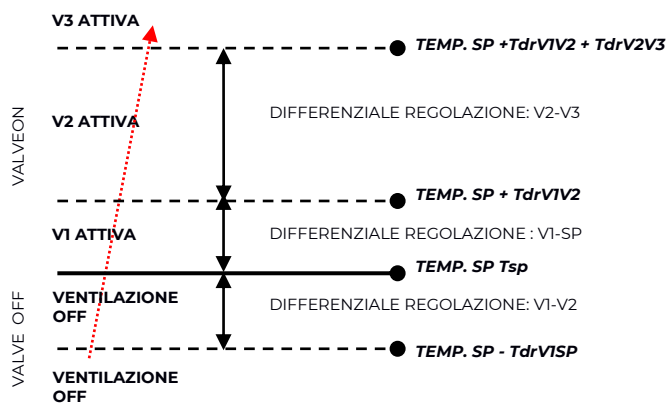 V3 ATTIVA
TEMP. SP +TdrV1V2 + TdrV2V3
VALVEON
V2 ATTIVA
DIFFERENZIALE REGOLAZIONE: V2-V3
TEMP. SP + TdrV1V2
V1 ATTIVA
DIFFERENZIALE REGOLAZIONE : V1-SP
TEMP. SP Tsp
VALVE OFF
VENTILAZIONE
OFF
DIFFERENZIALE REGOLAZIONE: V1-V2
TEMP. SP - TdrV1SP
VENTILAZIONE
OFF